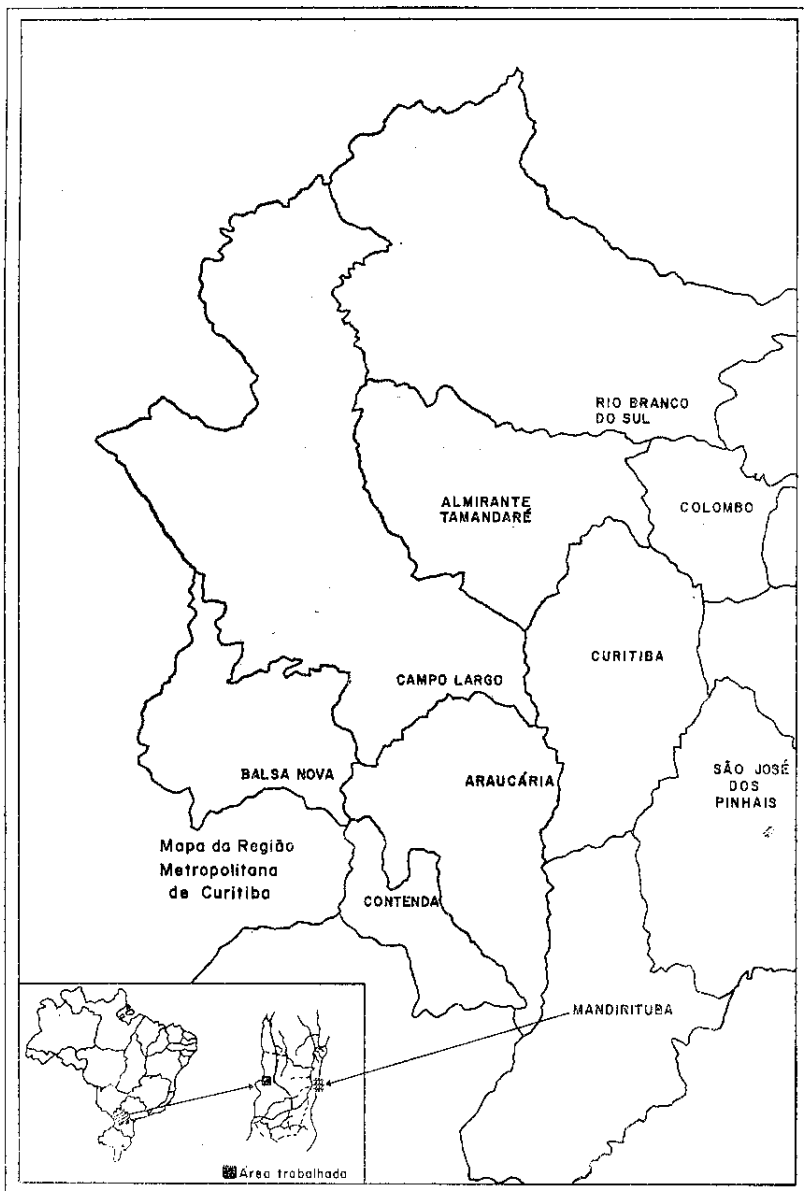 RIO BRANCO
DO SUL
ALMIRANTE
TAMANDARÉ
COLOMBO
CURITIBA
CAMPO LARGO
BALSA NOVA
ARAUCÁRIA
SÃO JOSÉ
DOS
PINHAIS
Mapa da Região
Metropolitana
de Curitiba
CONTENDA
MANDIRITUBA
Área trabalhada